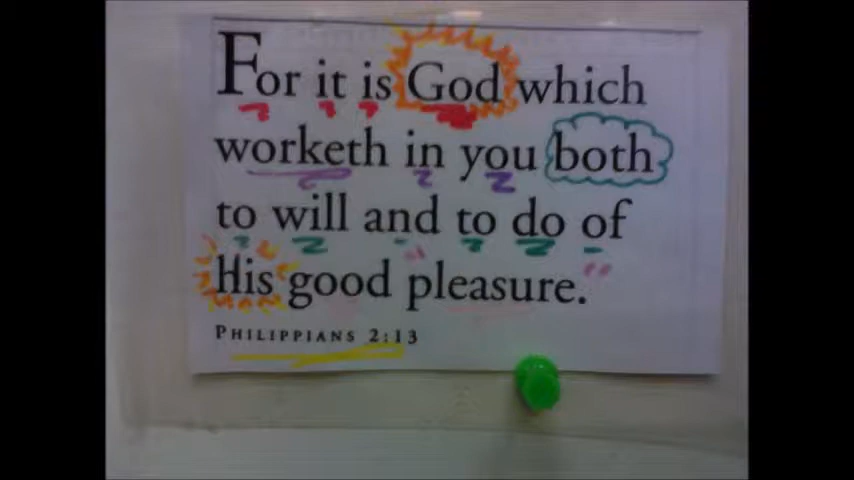 For it is God which
worketh in you both
to will and to do of
His good pleasure.
PHILIPPIANS 2:13